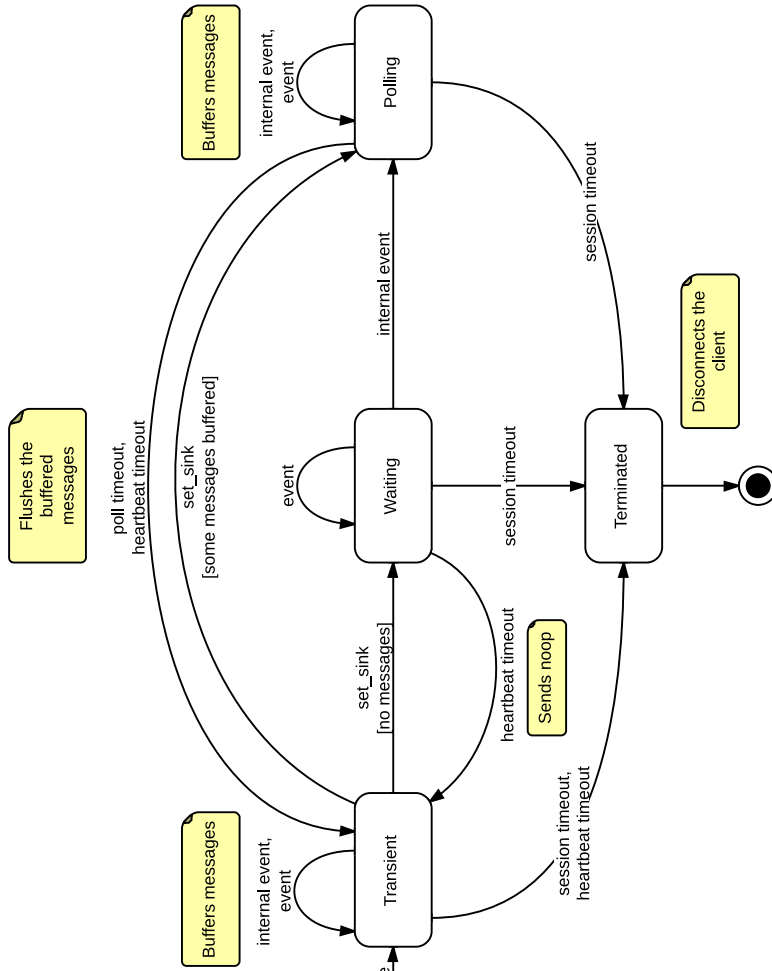 Buffers messages
internal event,
event
Polling
session timeout
internal event
Flushes the
buffered
messages
poll timeout,
heartbeat timeout
set_sink
[some messages buffered]
event
Waiting
session timeout
Terminated
Disconnects the
client
set_sink
[no messages]
heartbeat timeout
Sends noop
Buffers messages
internal event,
event
Transient
session timeout,
heartbeat timeout